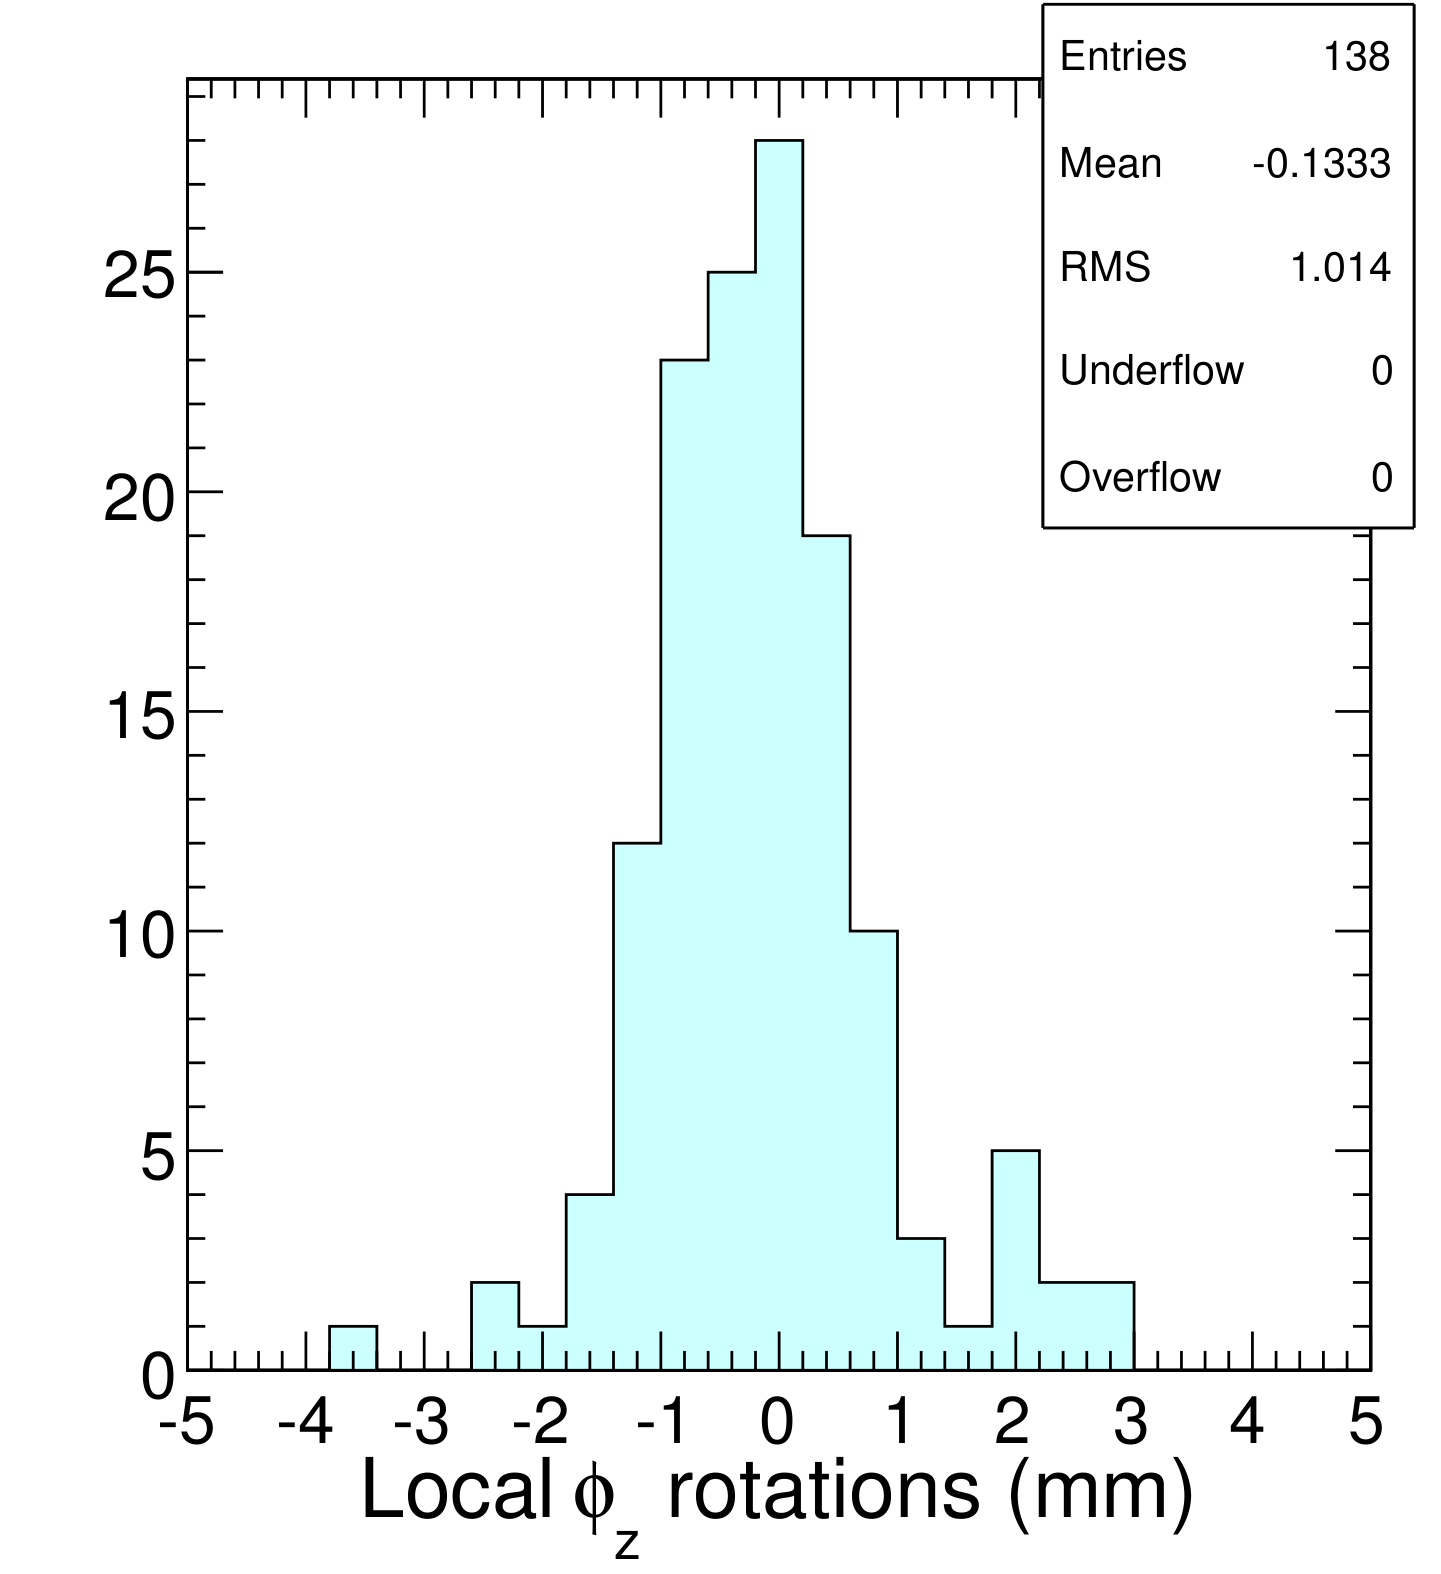 Entries 138
Mean -0.1333
RMS 1.014
Underflow 0
Overflow 0
25
20
15
10
5
0
-5 -4 -3 -2 -1 0 1 2 3 4 5
Local ϕz rotations (mm)